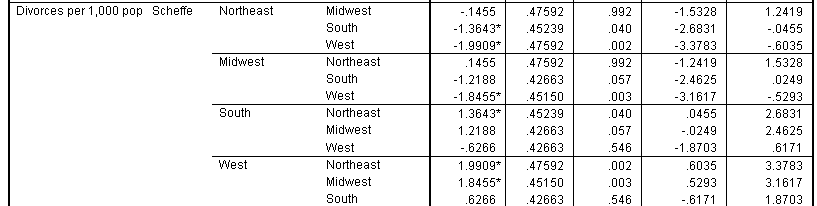 Divorces per 1,000 pop Scheffe Northeast Midwest -.1455 .47592 .992 -1.5328 1.2419
South -1.3643* .45239 .040 -2.6831 -.0455
West -1.9909* .47592 .002 -3.3783 -.6035
Midwest Northeast .1455 .47592 .992 -1.2419 1.5328
South -1.2188 .42663 .057 -2.4625 .0249
West -1.8455* .45150 .003 -3.1617 -.5293
South Northeast 1.3643* .45239 .040 .0455 2.6831
Midwest 1.2188 .42663 .057 -.0249 2.4625
West -.6266 .42663 .546 -1.8703 .6171
West Northeast 1.9909* .47592 .002 .6035 3.3783
Midwest 1.8455* .45150 .003 .5293 3.1617
South .6266 .42663 .546 -.6171 1.8703